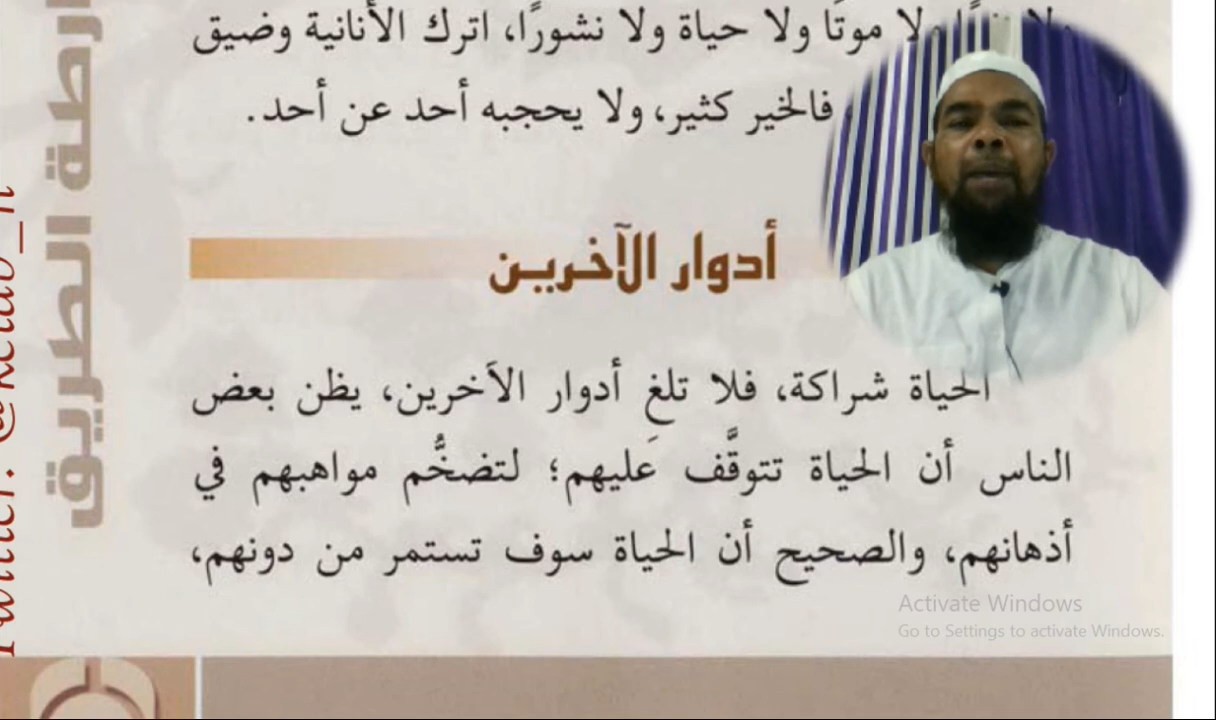 ولا موتًا ولا حياة ولا نشورًا، اترك الأنانية وضيق
فالخير كثير، ولا يحجبه أحد عن أحد.
أدوار الآخرين
الحياة شراكة، فلا تلغِ أدوار الآخرين، يظن بعض
الناس أن الحياة تتوقَّف عَليهم؛ لتضخُّم مواهبهم في
أذهانهم، والصحيح أن الحياة سوف تستمر من دونهم،
الطريق
Activate Windows
Go to Settings to activate Windows.